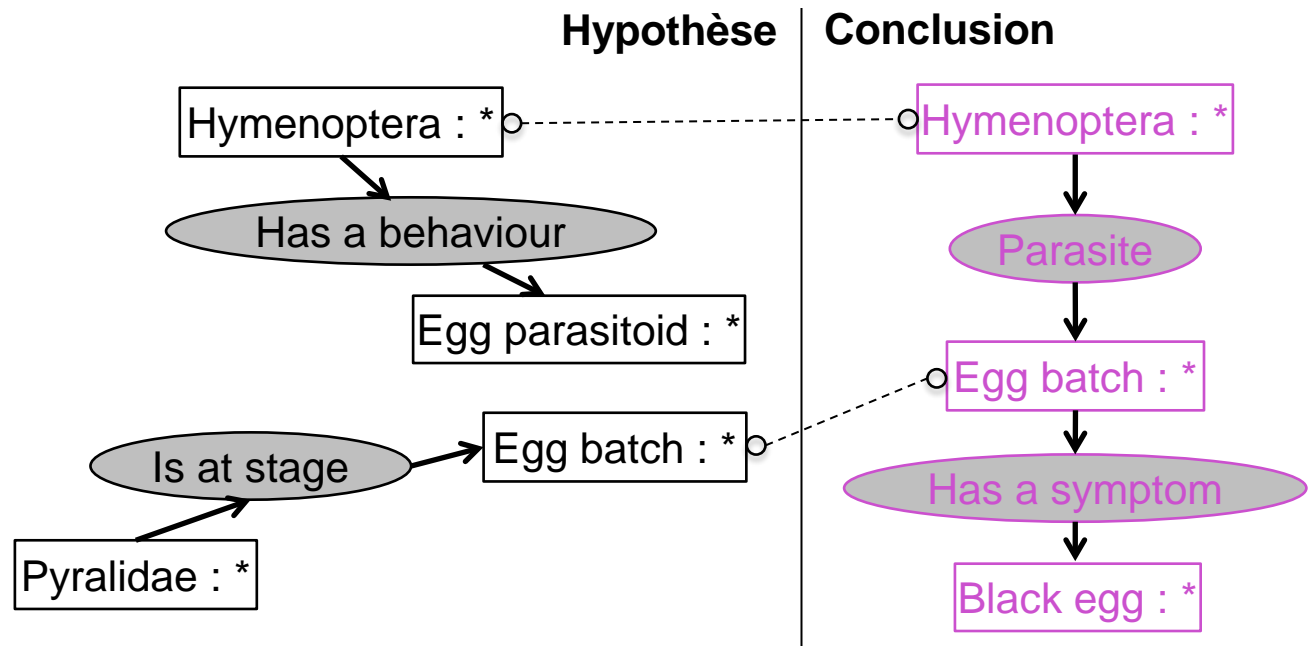 Hypothèse
Conclusion
Hymenoptera : *
Has a behaviour
Egg parasitoid : *
Egg batch : *
Is at stage
Pyralidae : *
Hymenoptera : *
Parasite
Egg batch : *
Has a symptom
Black egg : *